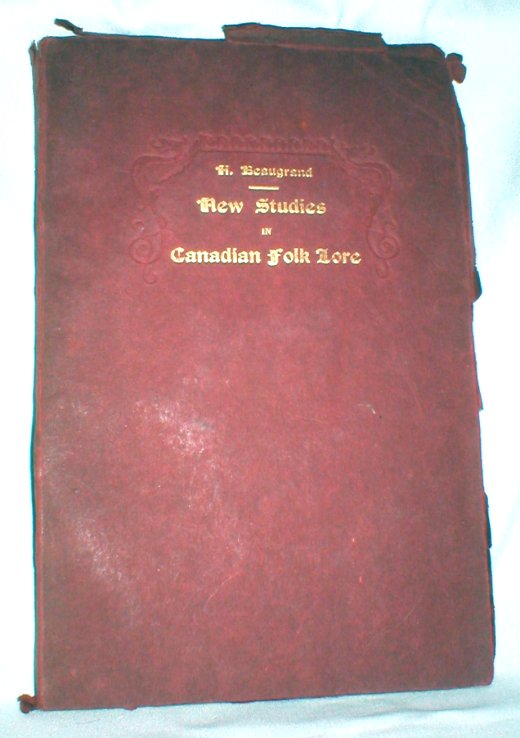 H. Beaugrand
New Studies
IN
Canadian Folk Lore